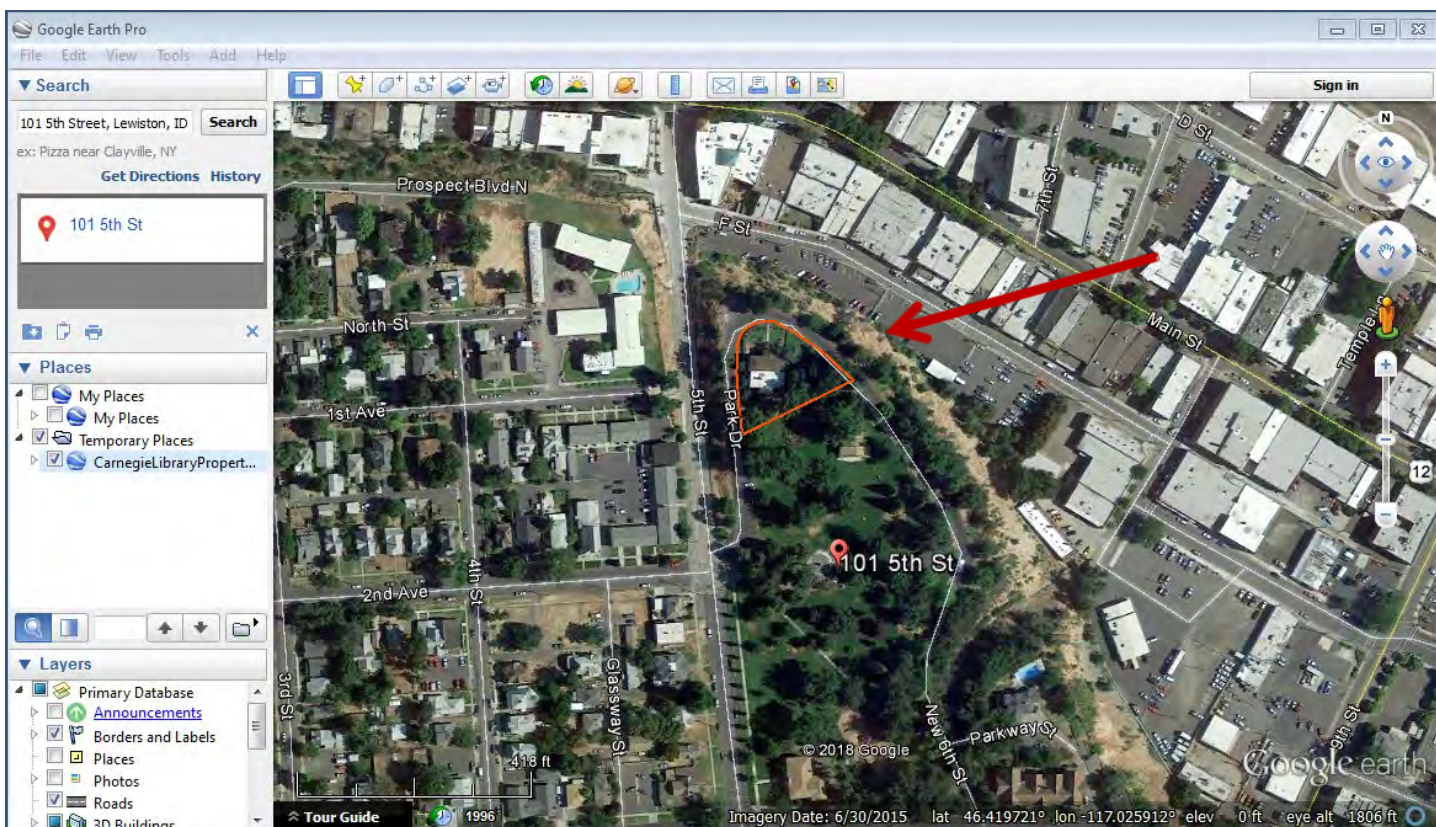 Google Earth Pro
File Edit View Tools Add Help
Search
101 5th Street, Lewiston, ID
Search
ex: Pizza near Clayville, NY
Get Directions History
101 5th St
Places
My Places
My Places
Temporary Places
CarnegieLibraryPropert...
Layers
Primary Database
Announcements
Borders and Labels
Places
Photos
Roads
3D Buildings
Sign in
N
D St
Prospect Blvd N
7th St
F St
North St
Main St
Temple Ln
1st Ave
5th St
Park Dr
12
101 5th St
4th St
2nd Ave
3rd St
Glassway St
New 6th St
Parkway St
9th St
418 ft
© 2018 Google
Google earth
Tour Guide
1996
Imagery Date: 6/30/2015 lat 46.419721° lon -117.025912° elev 0 ft eye alt 1806 ft